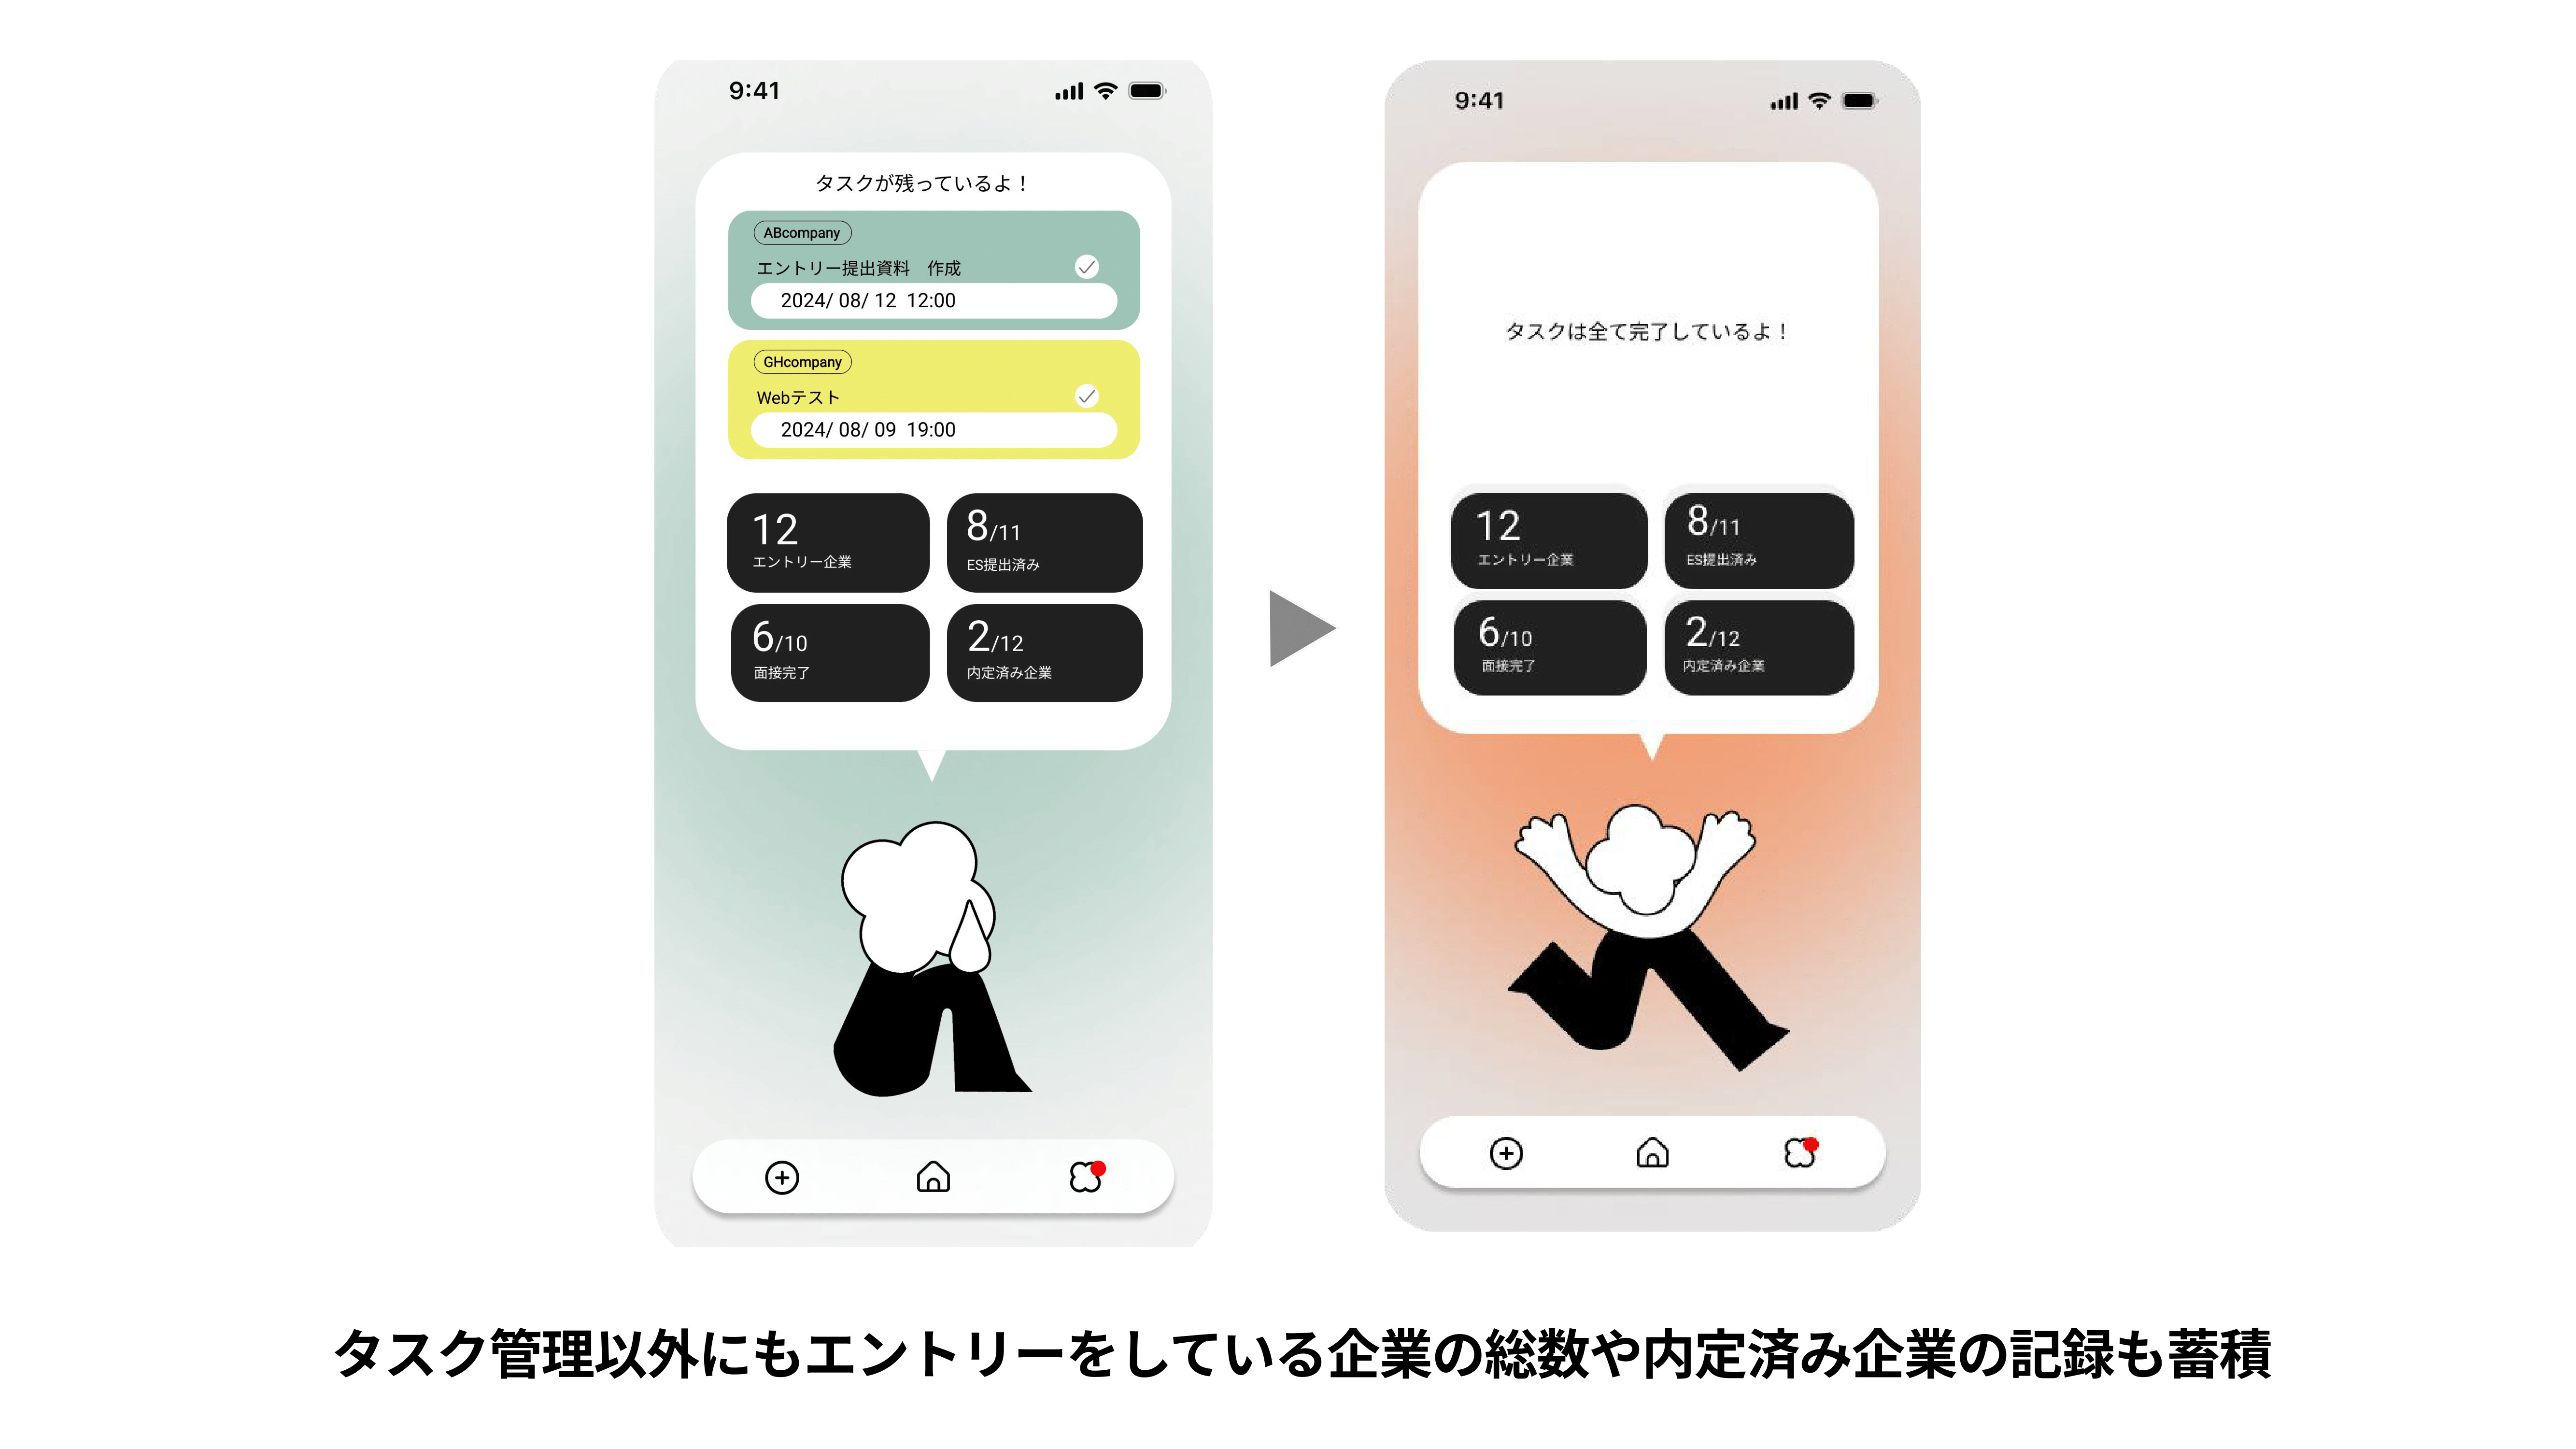 9:41
タスクが残っているよ！
ABcompany
エントリー提出資料　作成
2024/ 08/ 12 12:00
GHcompany
Webテスト
2024/ 08/ 09 19:00
12
エントリー企業
8/11
ES提出済み
6/10
面接完了
2/12
内定済み企業
9:41
タスクは全て完了しているよ！
12
エントリー企業
8/11
ES提出済み
6/10
面接完了
2/12
内定済み企業
タスク管理以外にもエントリーをしている企業の総数や内定済み企業の記録も蓄積